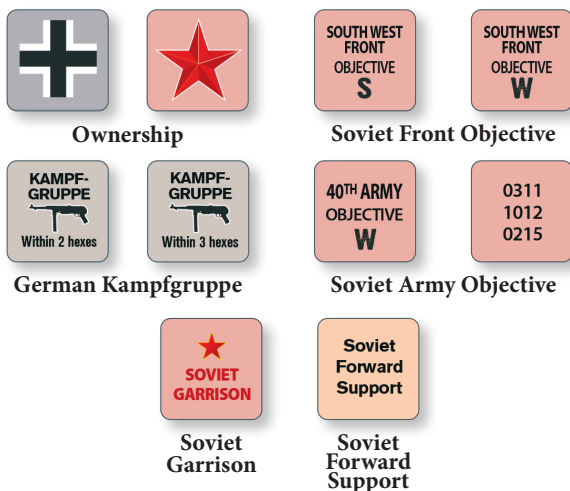 SOUTH WEST
FRONT
OBJECTIVE
S
SOUTH WEST
FRONT
OBJECTIVE
W
Ownership
Soviet Front Objective
KAMPF-
GRUPPE
Within 2 hexes
KAMPF-
GRUPPE
Within 3 hexes
40TH ARMY
OBJECTIVE
W
0311
1012
0215
German Kampfgruppe
Soviet Army Objective
SOVIET
GARRISON
Soviet
Forward
Support
Soviet
Garrison
Soviet
Forward
Support